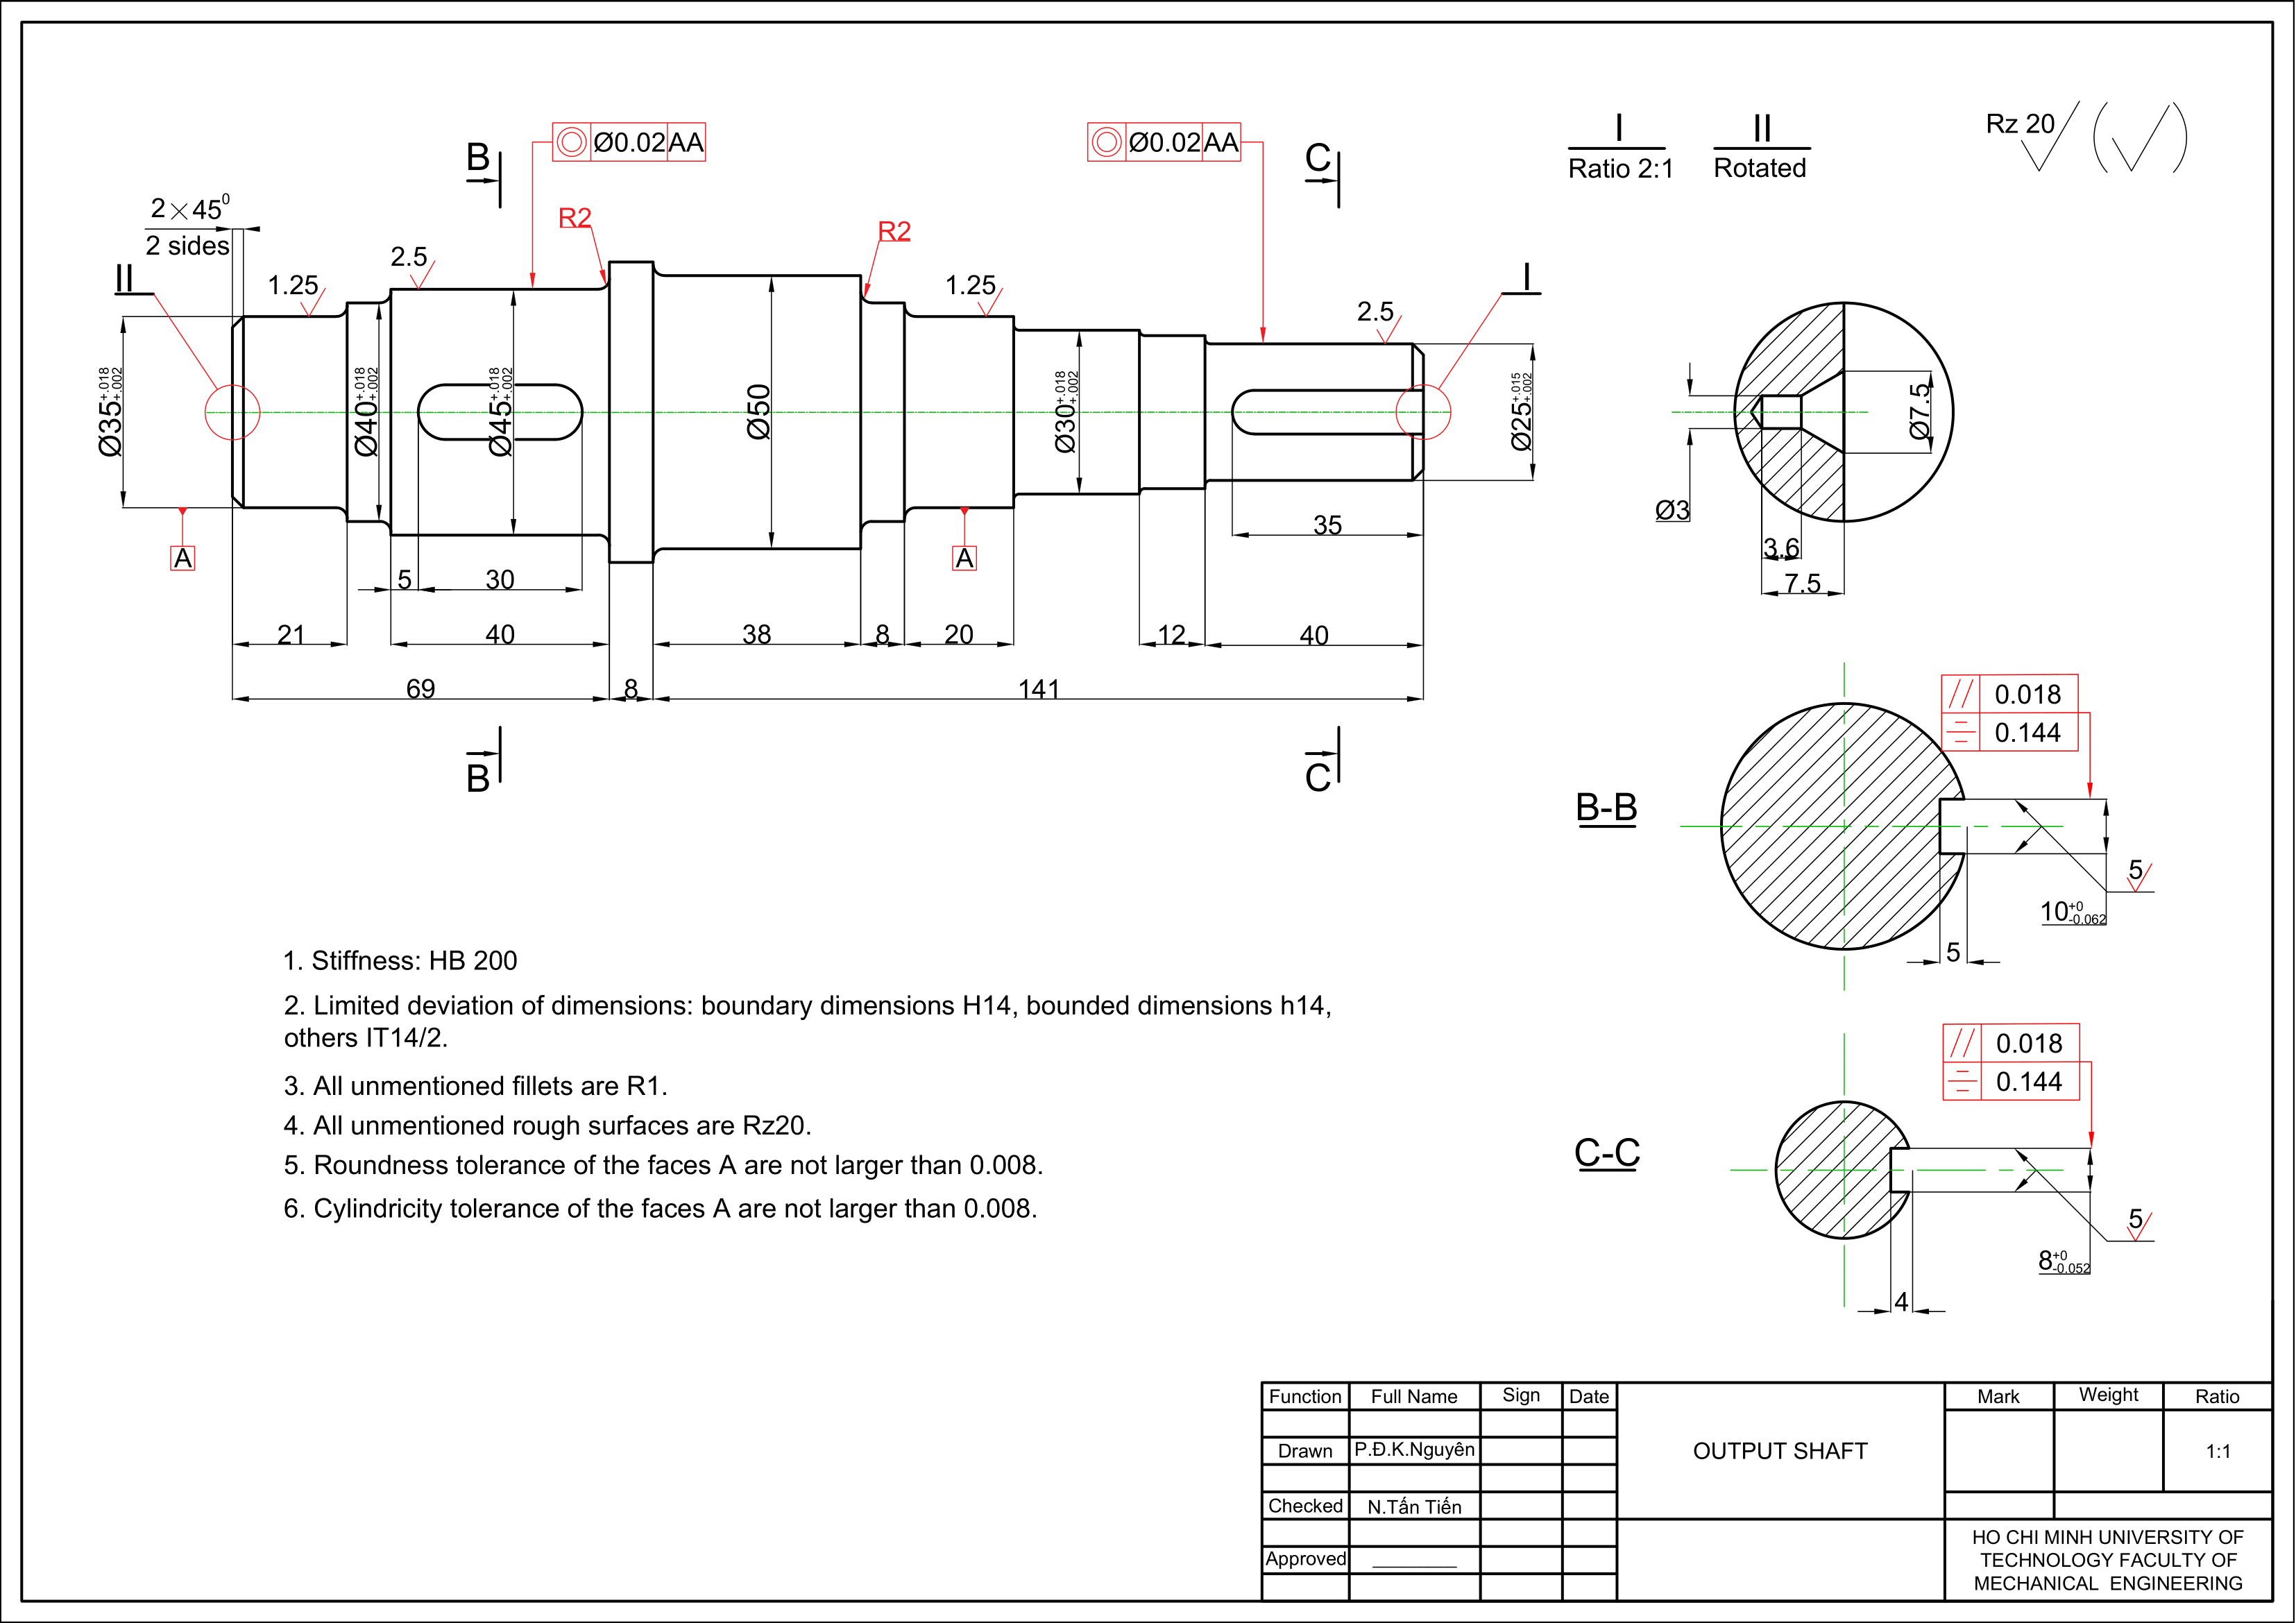 B
Ø0.02 AA
Ø0.02 AA
C
I
Ratio 2:1
II
Rotated
Rz 20
2×45⁰
2 sides
R2
R2
II
1.25
2.5
1.25
2.5
I
Ø35 +.018 +.002
Ø40 +.018 +.002
Ø45 +.018 +.002
Ø50
Ø30 +.018 +.002
Ø25 +.015 +.002
Ø7.5
Ø3
3.6
7.5
A
A
35
5
30
21
40
38
8
20
12
40
69
8
141
B
C
B-B
// 0.018
0.144
5
10 +0 -0.062
5
C-C
// 0.018
0.144
5
8 +0 -0.052
4
1. Stiffness: HB 200
2. Limited deviation of dimensions: boundary dimensions H14, bounded dimensions h14,
others IT14/2.
3. All unmentioned fillets are R1.
4. All unmentioned rough surfaces are Rz20.
5. Roundness tolerance of the faces A are not larger than 0.008.
6. Cylindricity tolerance of the faces A are not larger than 0.008.
Function Full Name Sign Date
Drawn P.Đ.K.Nguyên
Checked N.Tấn Tiến
Approved
OUTPUT SHAFT
Mark Weight Ratio
1:1
HO CHI MINH UNIVERSITY OF
TECHNOLOGY FACULTY OF
MECHANICAL ENGINEERING